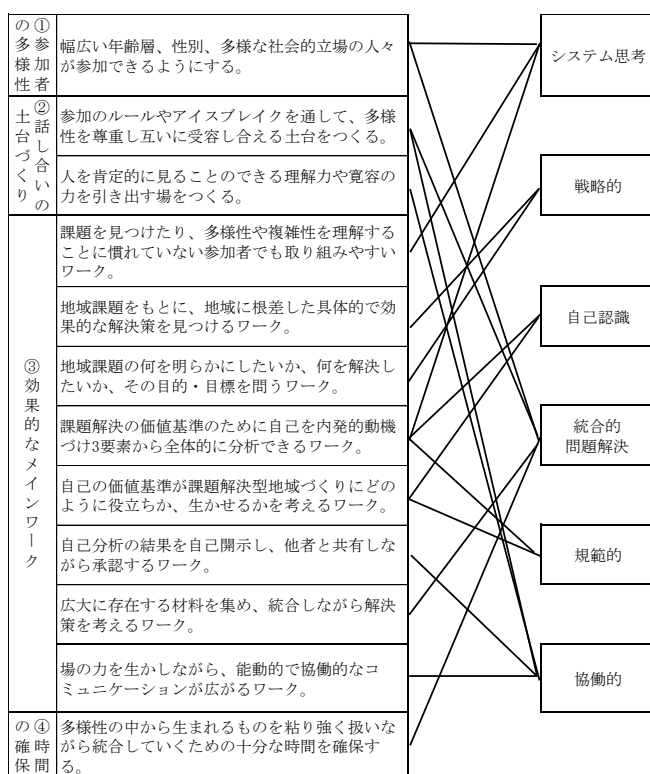 ①参加者
の多様性
幅広い年齢層、性別、多様な社会的立場の人々
が参加できるようにする。
②話し合いの
土台づくり
参加のルールやアイスブレイクを通して、多様
性を尊重し互いに受容し合える土台をつくる。
人を肯定的に見ることのできる理解力や寛容の
力を引き出す場をつくる。
③効果的なメインワーク
課題を見つけたり、多様性や複雑性を理解する
ことに慣れていない参加者でも取り組みやすい
ワーク。
地域課題をもとに、地域に根差した具体的で効
果的な解決策を見つけるワーク。
地域課題の何を明らかにしたいか、何を解決し
たいか、その目的・目標を問うワーク。
課題解決の価値基準のために自己を内発的動機
づけ3要素から全体的に分析できるワーク。
自己の価値基準が課題解決型地域づくりにどの
ように役立ちか、生かせるかを考えるワーク。
自己分析の結果を自己開示し、他者と共有しな
がら承認するワーク。
広大に存在する材料を集め、統合しながら解決
策を考えるワーク。
場の力を生かしながら、能動的で協働的なコ
ミュニケーションが広がるワーク。
④時間
の確保
多様性の中から生まれるものを粘り強く扱いな
がら統合していくための十分な時間を確保す
る。
システム思考
戦略的
自己認識
統合的
問題解決
規範的
協働的